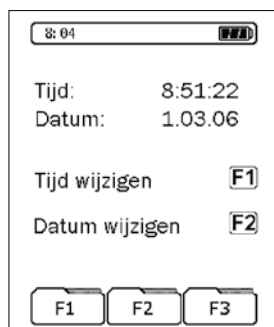 8:04
Tijd: 8:51:22
Datum: 1.03.06
Tijd wijzigen F1
Datum wijzigen F2
F1 F2 F3